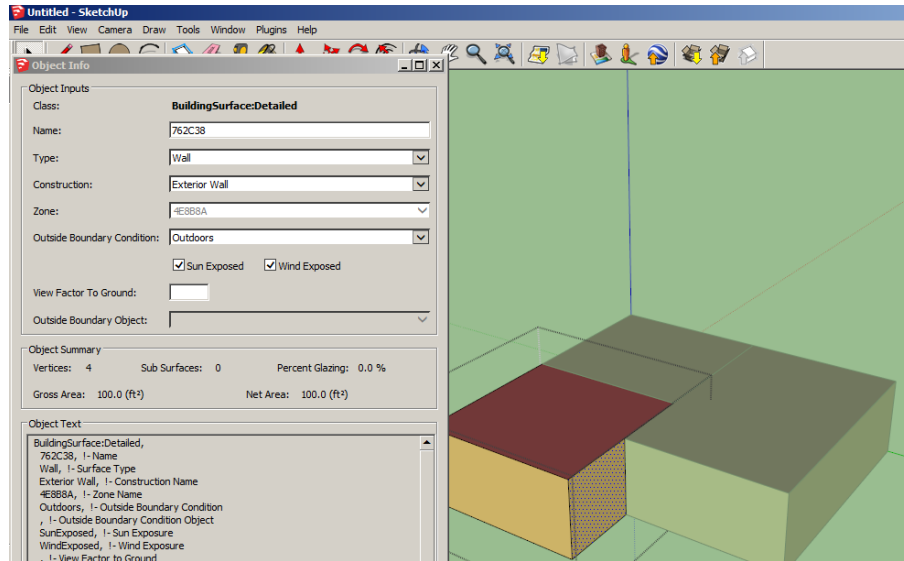 Untitled - SketchUp
File Edit View Camera Draw Tools Window Plugins Help
Object Info
Object Inputs
Class: BuildingSurface:Detailed
Name: 762C38
Type: Wall
Construction: Exterior Wall
Zone: 4E8B8A
Outside Boundary Condition: Outdoors
Sun Exposed Wind Exposed
View Factor To Ground:
Outside Boundary Object:
Object Summary
Vertices: 4 Sub Surfaces: 0 Percent Glazing: 0.0 %
Gross Area: 100.0 (ft²) Net Area: 100.0 (ft²)
Object Text
BuildingSurface:Detailed,
762C38, !- Name
Wall, !- Surface Type
Exterior Wall, !- Construction Name
4E8B8A, !- Zone Name
Outdoors, !- Outside Boundary Condition
, !- Outside Boundary Condition Object
SunExposed, !- Sun Exposure
WindExposed, !- Wind Exposure
, !- View Factor to Ground